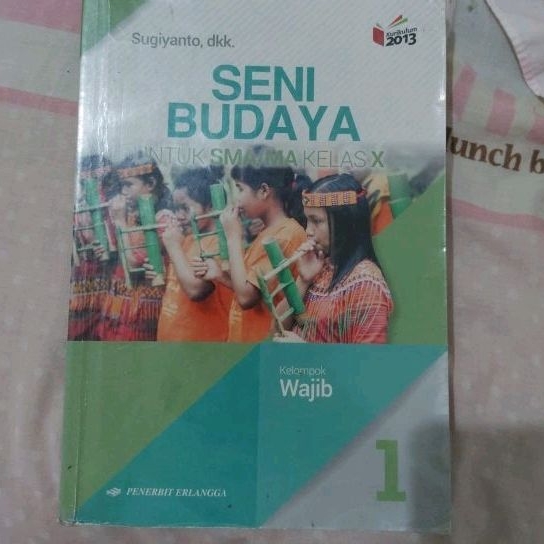 Sugiyanto, dkk.
Kurikulum
2013
SENI
BUDAYA
UNTUK SMA/MA KELAS X
lunch b
Kelompok
Wajib
1
PENERBIT ERLANGGA